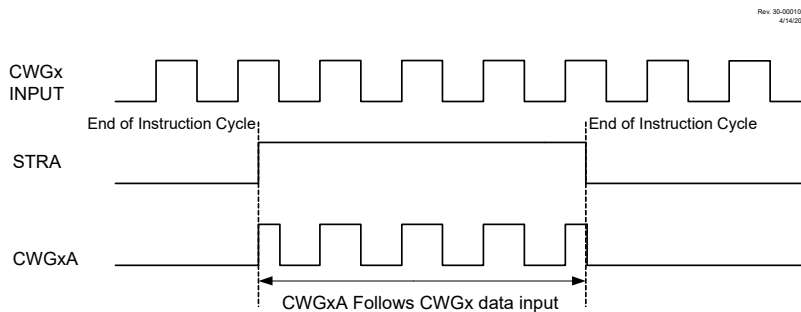 Rev. 30-00010
4/14/20
CWGx
INPUT
End of Instruction Cycle
End of Instruction Cycle
STRA
CWGxA
CWGxA Follows CWGx data input